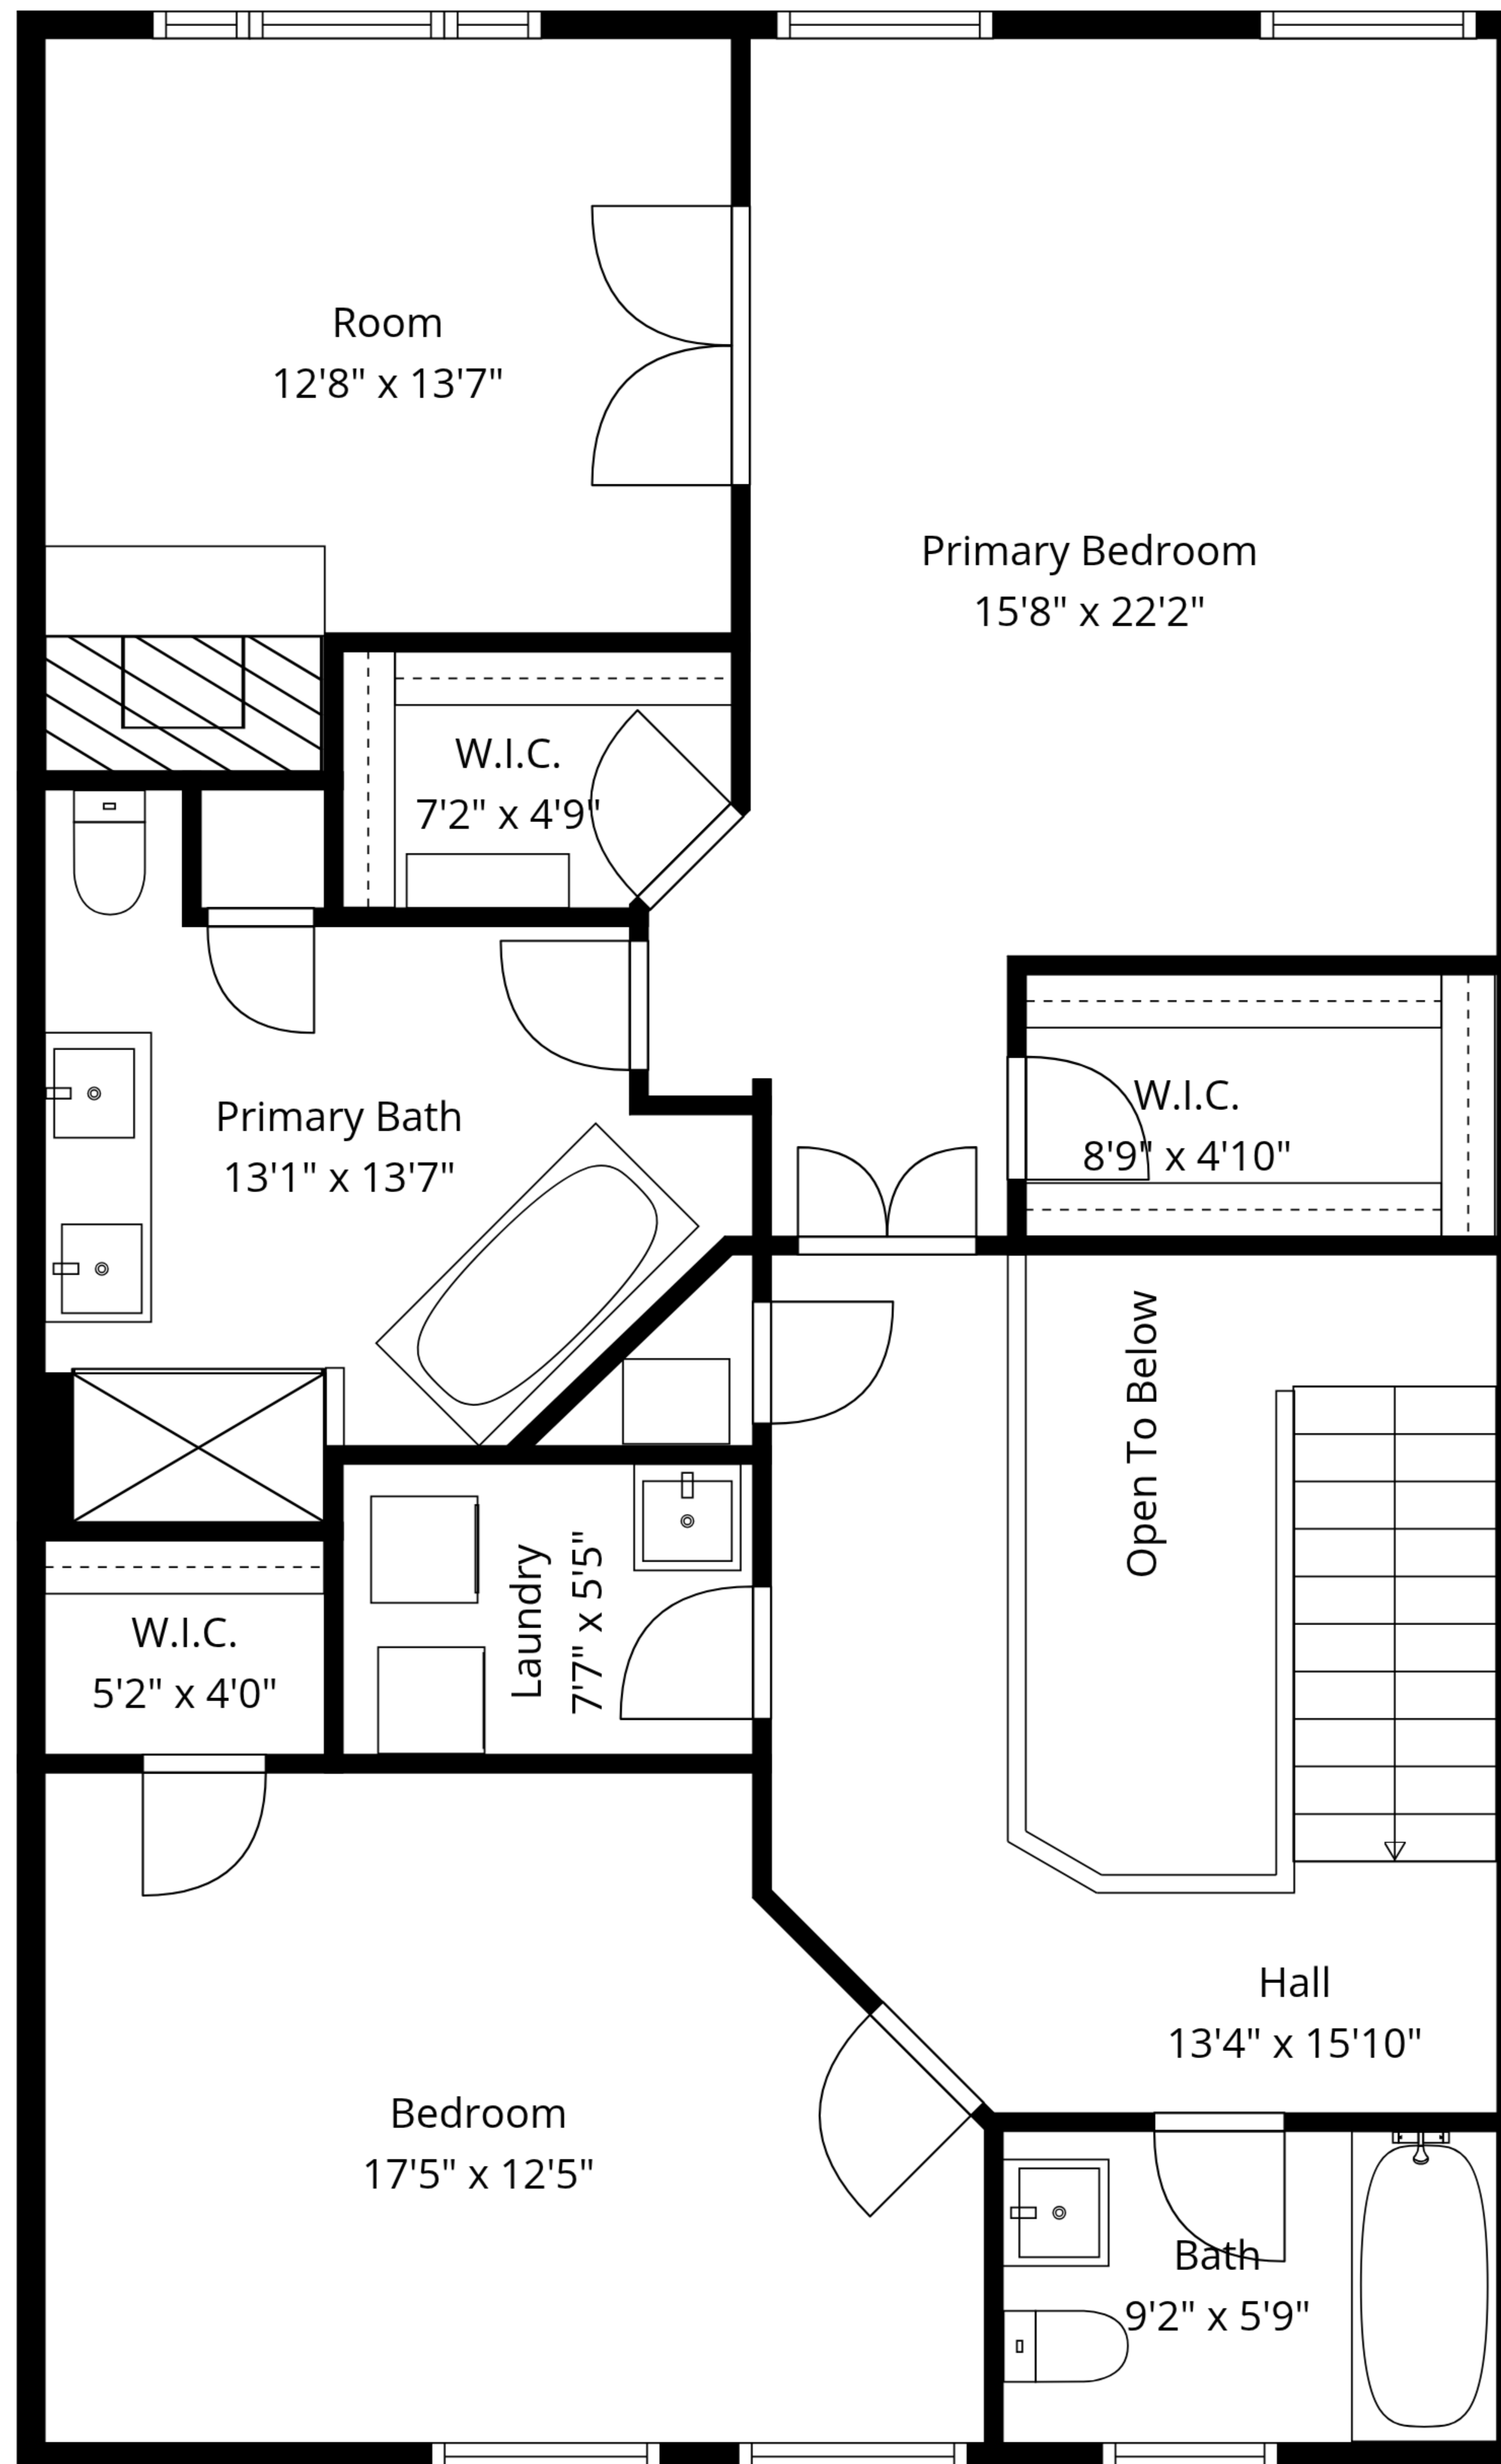 Room
12'8" x 13'7"
Primary Bedroom
15'8" x 22'2"
W.I.C.
7'2" x 4'9"
W.I.C.
8'9" x 4'10"
Primary Bath
13'1" x 13'7"
Open To Below
Laundry
7'7" x 5'5"
W.I.C.
5'2" x 4'0"
Hall
13'4" x 15'10"
Bedroom
17'5" x 12'5"
Bath
9'2" x 5'9"